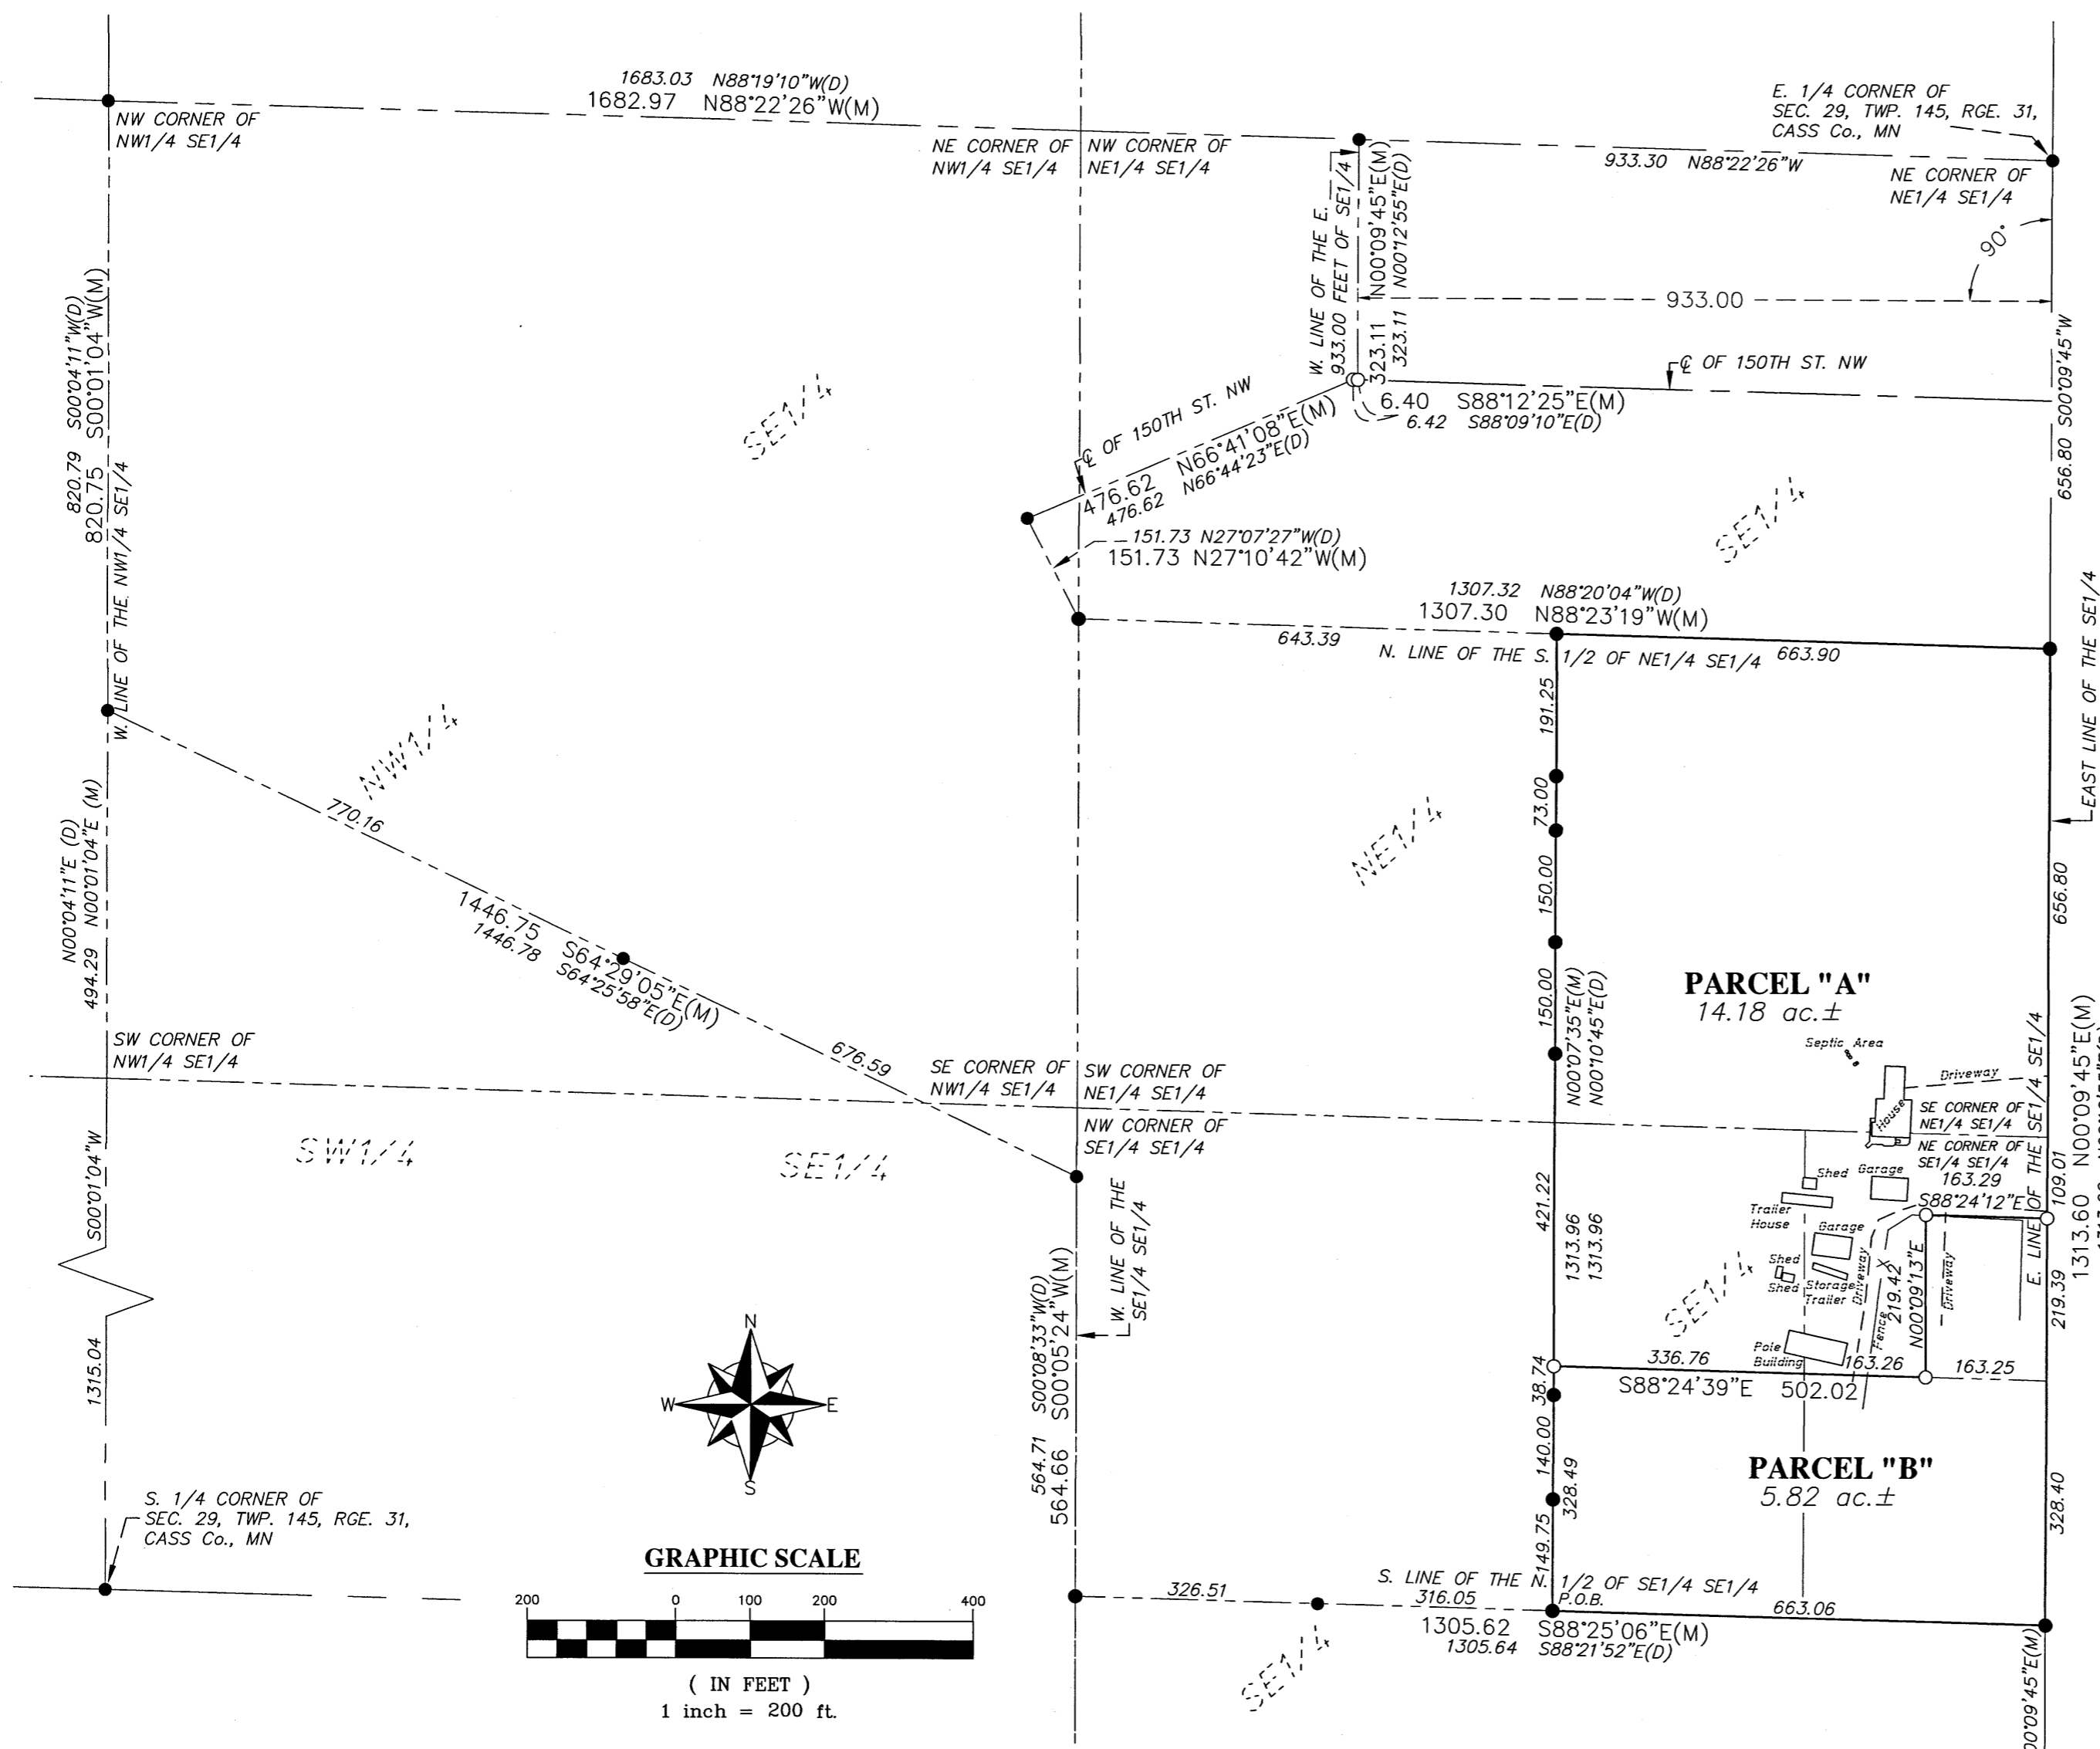 1683.03 N88°19'10"W(D)
1682.97 N88°22'26"W(M)
NW CORNER OF
NW1/4 SE1/4
NE CORNER OF
NW1/4 SE1/4
NW CORNER OF
NE1/4 SE1/4
E. 1/4 CORNER OF
SEC. 29, TWP. 145, RGE. 31,
CASS Co., MN
933.30 N88°22'26"W
NE CORNER OF
NE1/4 SE1/4
90°
933.00
W. LINE OF THE E.
933.00 FEET OF SE1/4
323.11 N00°09'45"E(M)
323.11 N00°12'55"E(D)
656.80 S00°09'45"W
℄ OF 150TH ST. NW
6.40 S88°12'25"E(M)
6.42 S88°09'10"E(D)
℄ OF 150TH ST. NW
476.62 N66°41'08"E(M)
476.62 N66°44'23"E(D)
151.73 N27°07'27"W(D)
151.73 N27°10'42"W(M)
820.79 S00°04'11"W(D)
820.75 S00°01'04"W(M)
W. LINE OF THE NW1/4 SE1/4
SE1/4
SE1/4
1307.32 N88°20'04"W(D)
1307.30 N88°23'19"W(M)
643.39
N. LINE OF THE S. 1/2 OF NE1/4 SE1/4
663.90
EAST LINE OF THE SE1/4
191.25
73.00
150.00
150.00
NW1/4
NE1/4
770.16
1446.75 S64°29'05"E(M)
1446.78 S64°25'58"E(D)
676.59
N00°04'11"E (D)
494.29 N00°01'04"E (M)
656.80
PARCEL "A"
14.18 ac.±
N00°07'35"E(M)
N00°10'45"E(D)
Septic Area
Driveway
House
SW CORNER OF
NW1/4 SE1/4
SE CORNER OF
NW1/4 SE1/4
SW CORNER OF
NE1/4 SE1/4
NW CORNER OF
SE1/4 SE1/4
SE CORNER OF
NE1/4 SE1/4
NE CORNER OF
SE1/4 SE1/4
163.29
S88°24'12"E
109.01
E. LINE OF THE SE1/4 SE1/4
1313.60 N00°09'45"E(M)
SW1/4
SE1/4
S00°01'04"W
1315.04
W. LINE OF THE
SE1/4 SE1/4
564.71 S00°08'33"W(D)
564.66 S00°05'24"W(M)
421.22
1313.96
1313.96
Shed
Garage
Trailer
House
Garage
Shed
Shed
Storage
Trailer
Driveway
Fence
X
219.42
N00°09'13"E
Driveway
219.39
SE1/4
Pole
Building
336.76
163.26
163.25
S88°24'39"E 502.02
38.74
140.00
328.49
149.75
PARCEL "B"
5.82 ac.±
328.40
N
W
E
S
S. 1/4 CORNER OF
SEC. 29, TWP. 145, RGE. 31,
CASS Co., MN
GRAPHIC SCALE
200 0 100 200 400
( IN FEET )
1 inch = 200 ft.
326.51
S. LINE OF THE N. 1/2 OF SE1/4 SE1/4
316.05
P.O.B.
663.06
1305.62 S88°25'06"E(M)
1305.64 S88°21'52"E(D)
SE1/4
00°09'45"E(M)